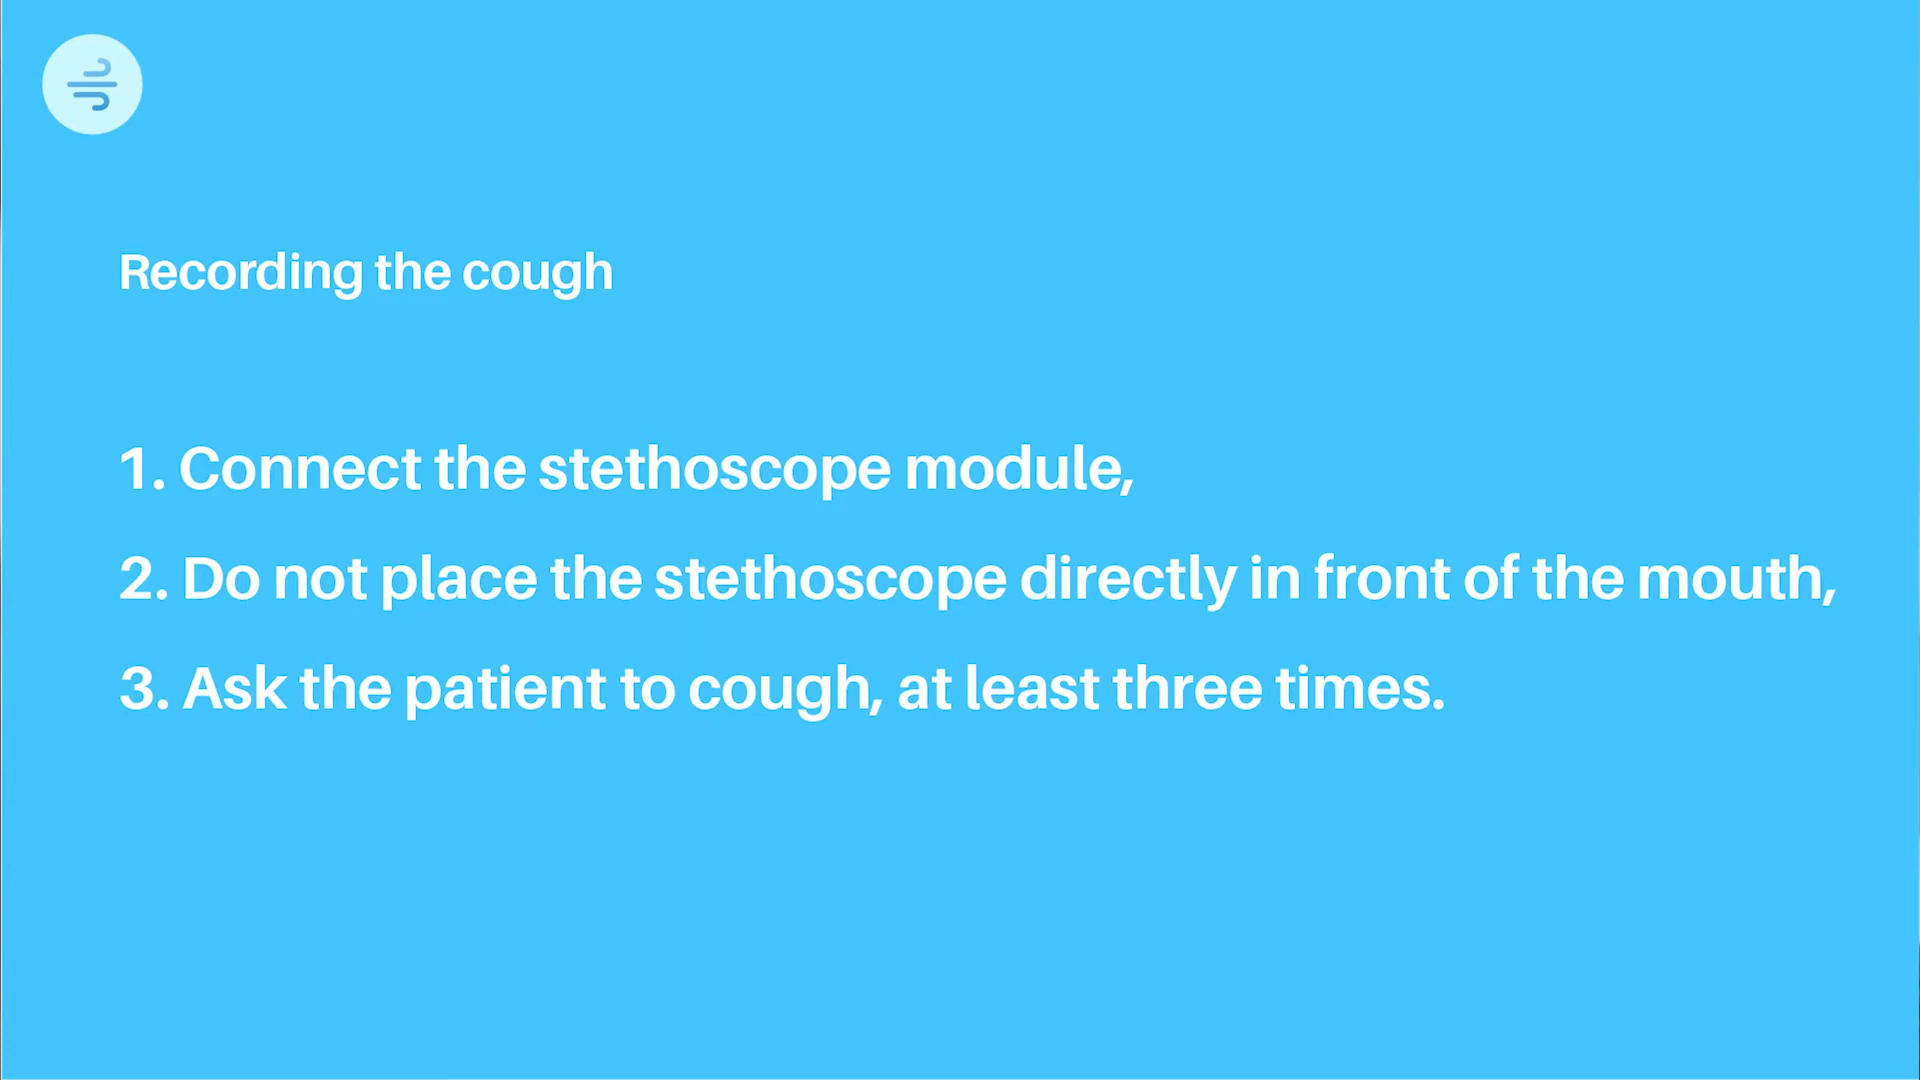 Recording the cough
1. Connect the stethoscope module,
2. Do not place the stethoscope directly in front of the mouth,
3. Ask the patient to cough, at least three times.